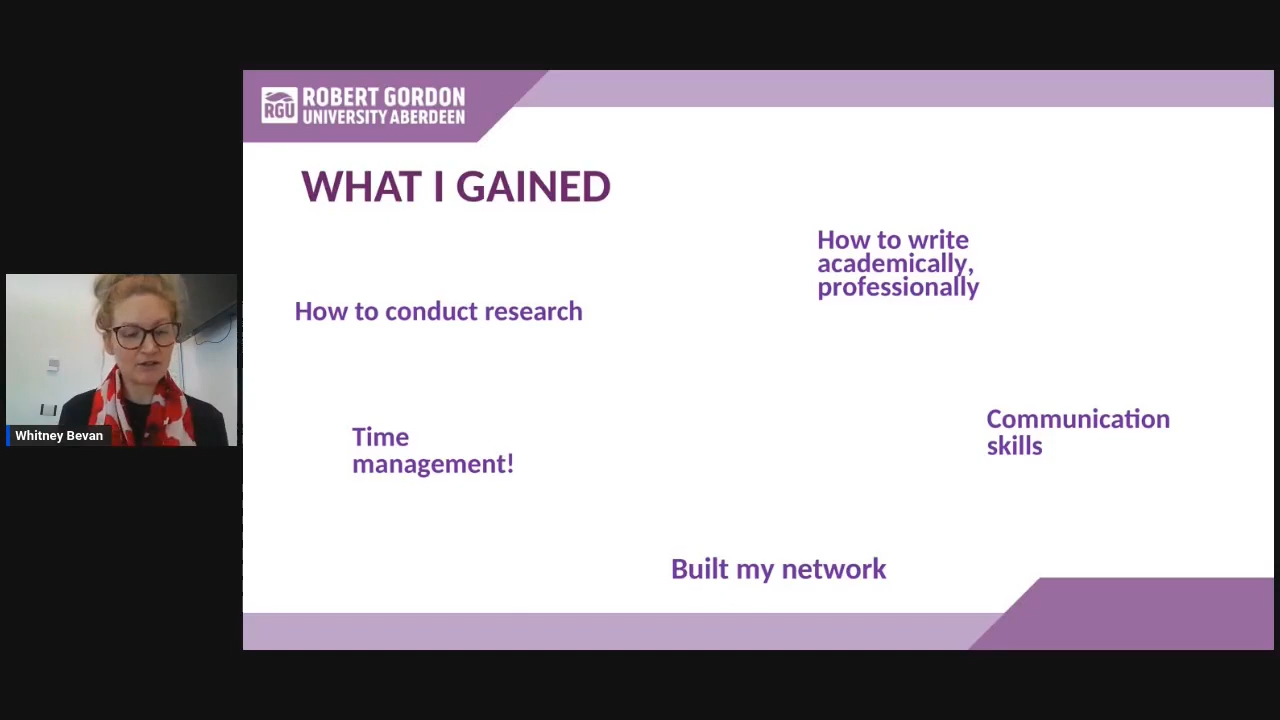 RGU
ROBERT GORDON
UNIVERSITY ABERDEEN
WHAT I GAINED
How to write
academically,
professionally
How to conduct research
Communication
skills
Time
management!
Built my network
Whitney Bevan